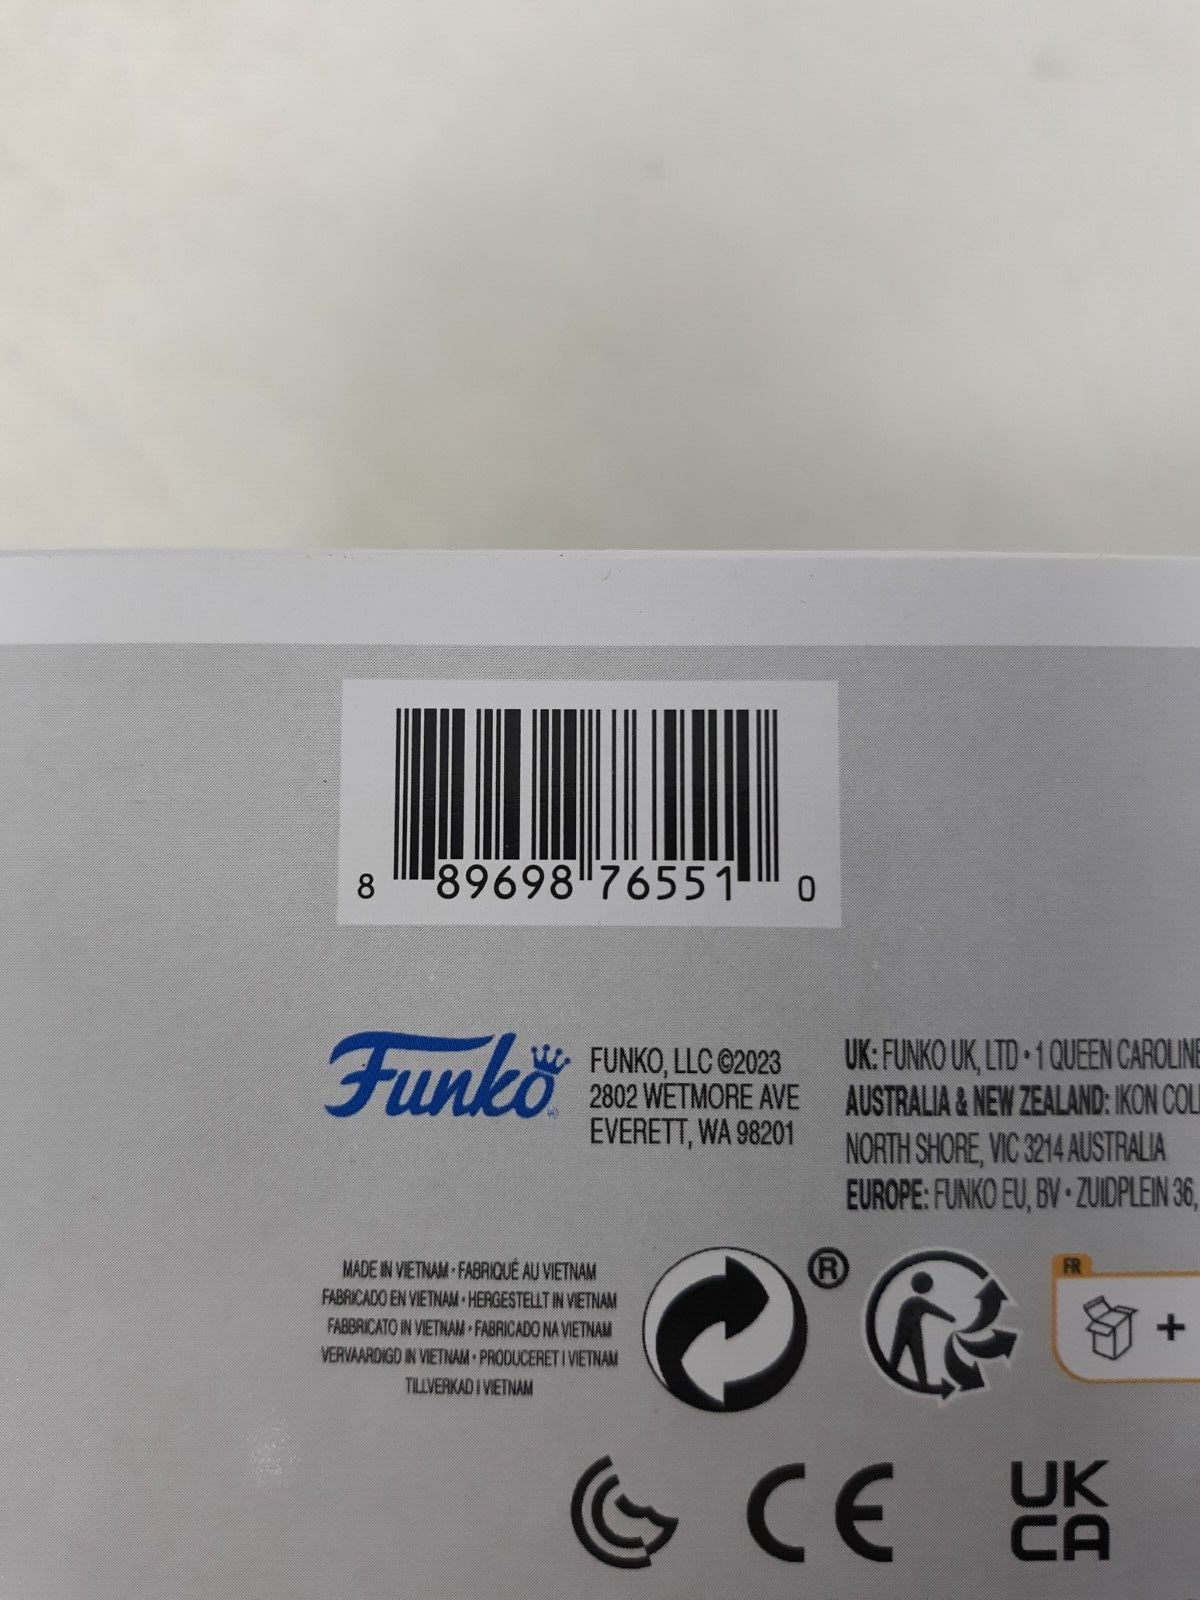 8 89698 76551 0
Funko
FUNKO, LLC ©2023
2802 WETMORE AVE
EVERETT, WA 98201
UK: FUNKO UK, LTD • 1 QUEEN CAROLINE
AUSTRALIA & NEW ZEALAND: IKON COL
NORTH SHORE, VIC 3214 AUSTRALIA
EUROPE: FUNKO EU, BV • ZUIDPLEIN 36,
MADE IN VIETNAM • FABRIQUÉ AU VIETNAM
FABRICADO EN VIETNAM • HERGESTELLT IN VIETNAM
FABBRICATO IN VIETNAM • FABRICADO NA VIETNAM
VERVAARDIGD IN VIETNAM • PRODUCERET I VIETNAM
TILLVERKAD I VIETNAM
®
FR
+
CE
UK
CA